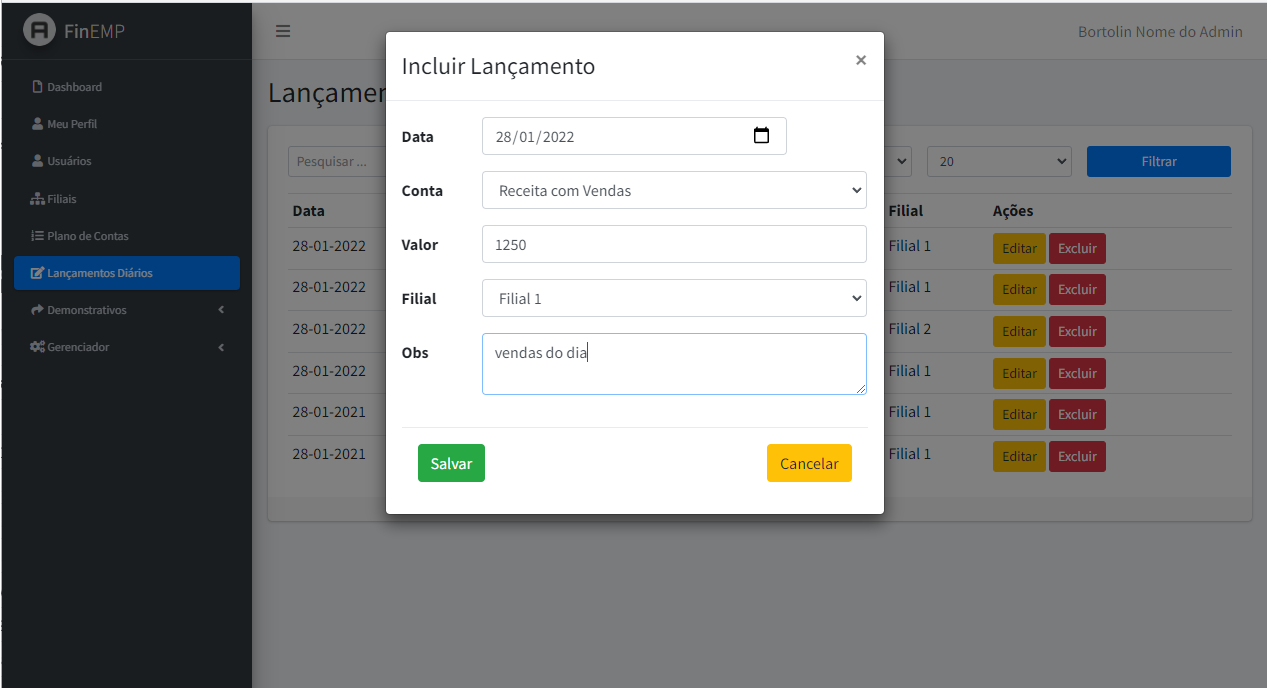 FinEMP
Bortolin Nome do Admin
Dashboard
Meu Perfil
Usuários
Filiais
Plano de Contas
Lançamentos Diários
Demonstrativos
Gerenciador
Incluir Lançamento
×
Data 28/01/2022
Conta Receita com Vendas
Valor 1250
Filial Filial 1
Obs vendas do dia
Salvar Cancelar
Pesquisar ... 20 Filtrar
Data Filial Ações
28-01-2022 Filial 1 Editar Excluir
28-01-2022 Filial 1 Editar Excluir
28-01-2022 Filial 2 Editar Excluir
28-01-2022 Filial 1 Editar Excluir
28-01-2021 Filial 1 Editar Excluir
28-01-2021 Filial 1 Editar Excluir